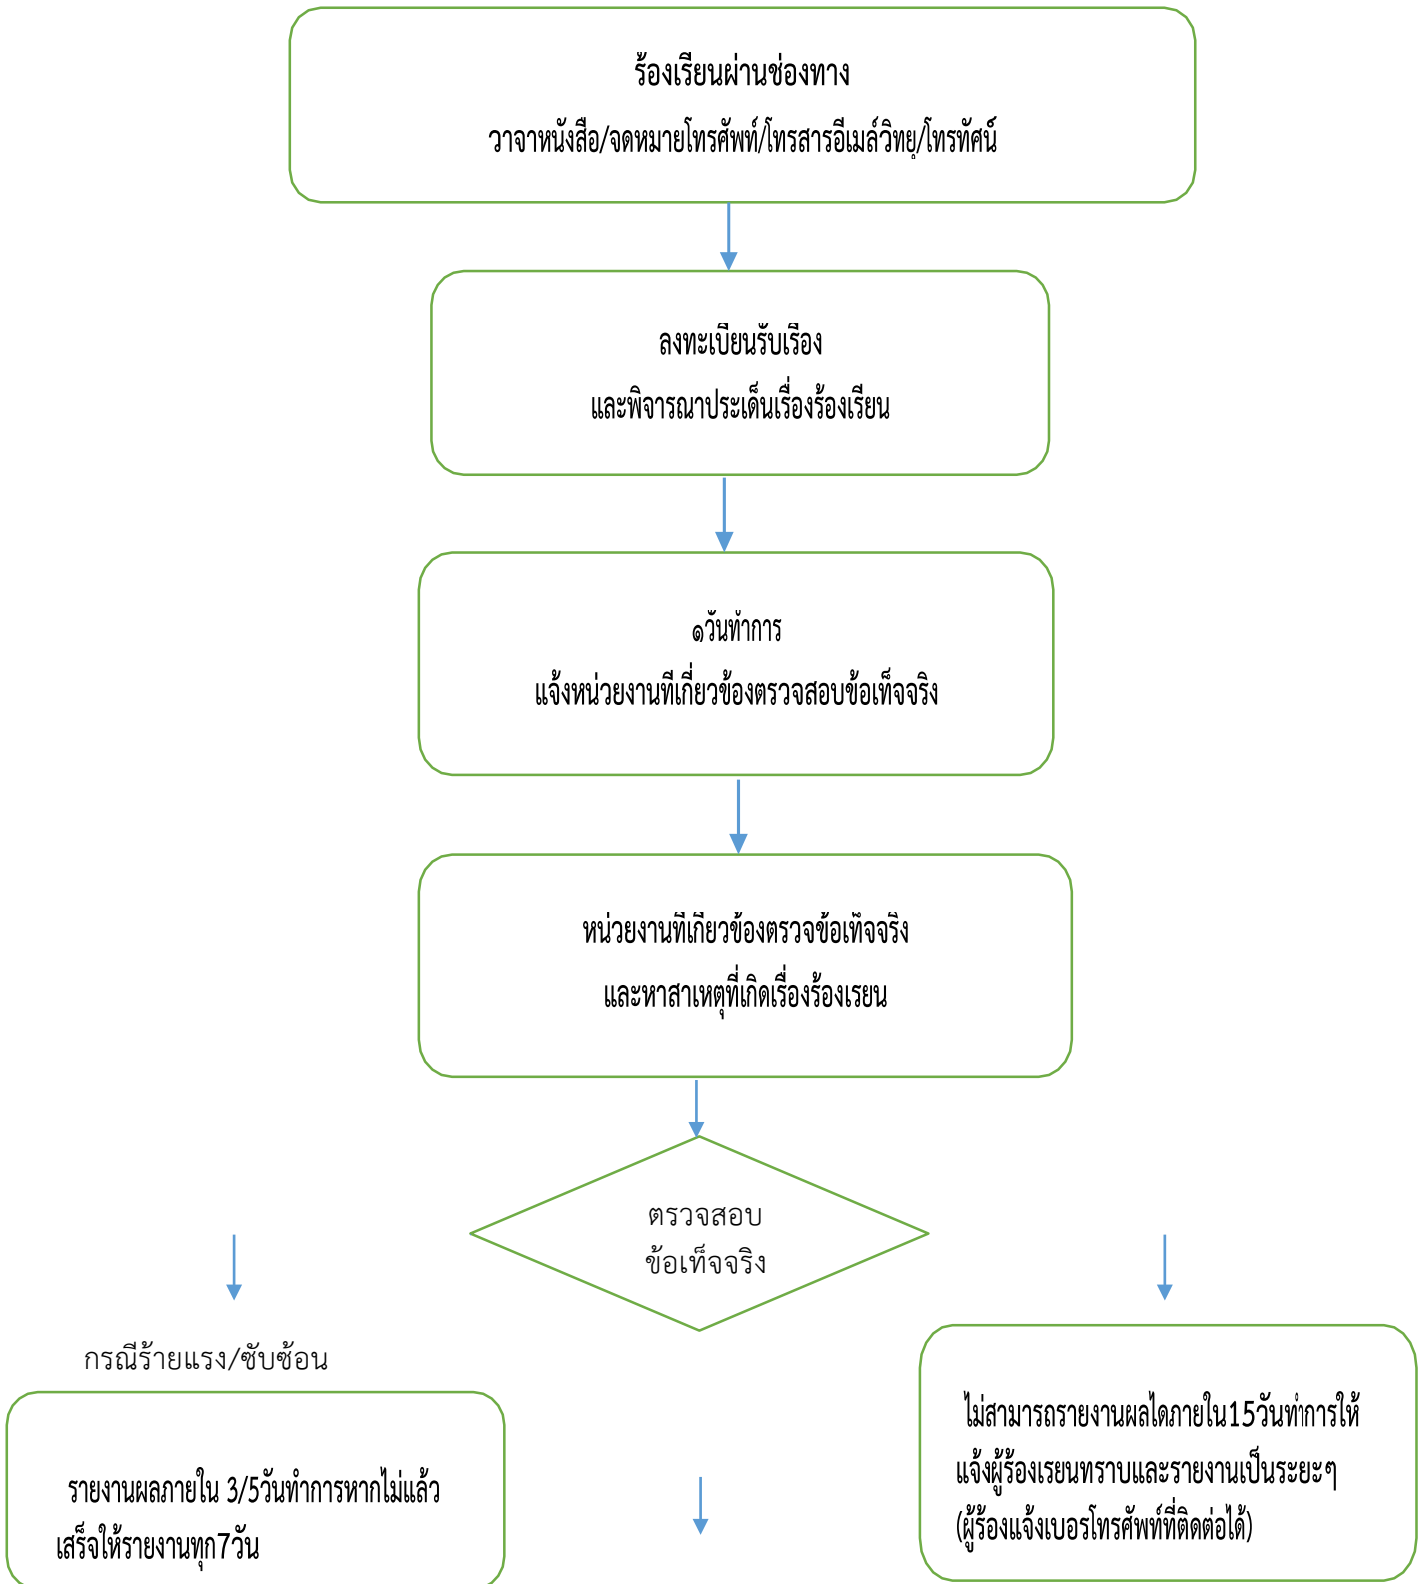 ร้องเรียนผ่านช่องทาง
วาจาหนังสือ/จดหมายโทรศัพท์/โทรสารอีเมล์วิทยุ/โทรทัศน์
ลงทะเบียนรับเรือง
และพิจารณาประเด็นเรื่องร้องเรียน
๑วันทำการ
แจ้งหน่วยงานทีเกี่ยวข้องตรวจสอบข้อเท็จจริง
หน่วยงานทีเกียวข้องตรวจข้อเท็จจริง
และหาสาเหตุที่เกิดเรื่องร้องเรยน
ตรวจสอบ
ข้อเท็จจริง
กรณีร้ายแรง/ซับซ้อน
ไม่สามารถรายงานผลไดภายใน15วันทำการให้
แจ้งผู้ร้องเรยนทราบและรายงานเป็นระยะๆ
(ผู้ร้องแจ้งเบอรโทรศัพท์ที่ติดต่อได้)
รายงานผลภายใน 3/5วันทำการหากไม่แล้ว
เสร็จให้รายงานทุก7วัน